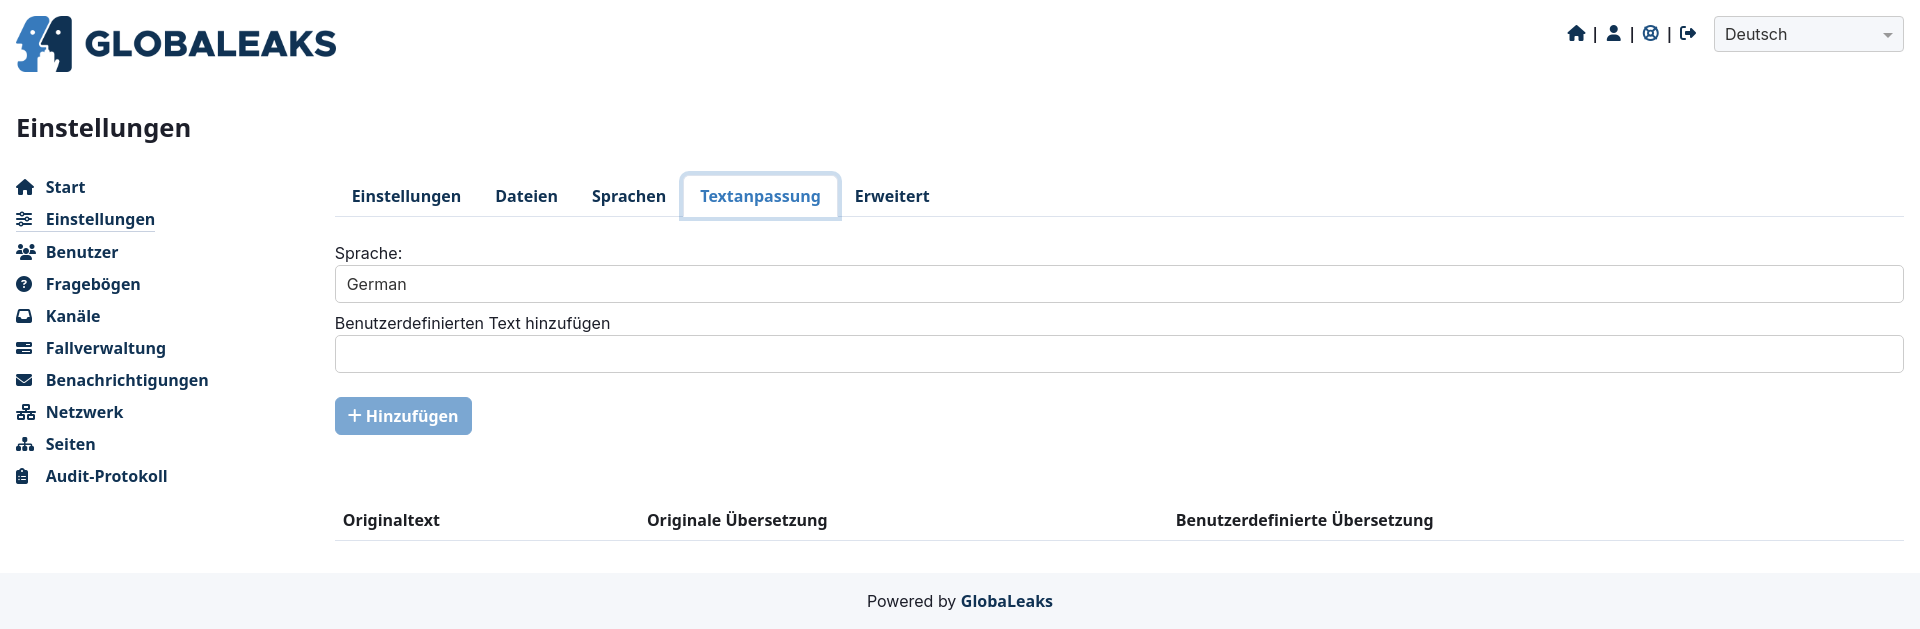 GLOBALEAKS
| | | Deutsch
Einstellungen
Start
Einstellungen
Benutzer
Fragebögen
Kanäle
Fallverwaltung
Benachrichtigungen
Netzwerk
Seiten
Audit-Protokoll
Einstellungen Dateien Sprachen Textanpassung Erweitert
Sprache:
German
Benutzerdefinierten Text hinzufügen
+ Hinzufügen
Originaltext Originale Übersetzung Benutzerdefinierte Übersetzung
Powered by GlobaLeaks